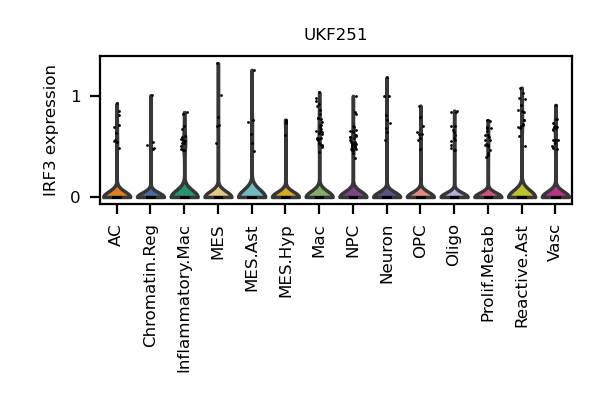 UKF251
IRF3 expression
1
0
AC
Chromatin.Reg
Inflammatory.Mac
MES
MES.Ast
MES.Hyp
Mac
NPC
Neuron
OPC
Oligo
Prolif.Metab
Reactive.Ast
Vasc